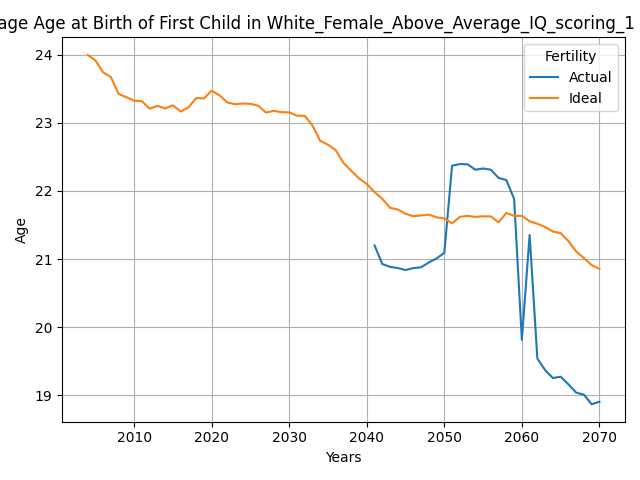 age Age at Birth of First Child in White_Female_Above_Average_IQ_scoring_1
Fertility
Actual
Ideal
24
23
22
21
20
19
Age
2010
2020
2030
2040
2050
2060
2070
Years